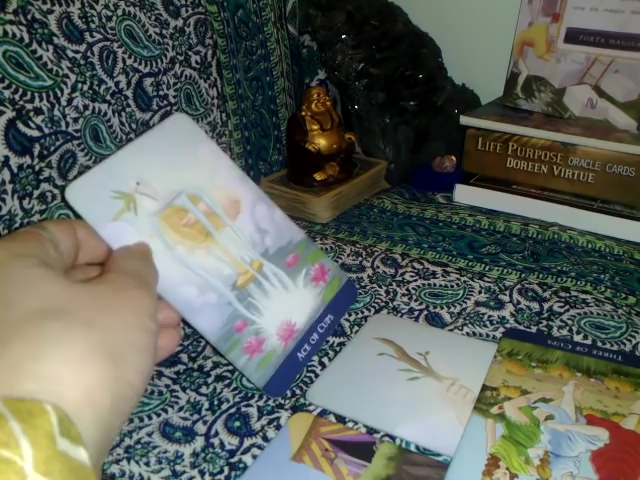 LIFE PURPOSE ORACLE CARDS
DOREEN VIRTUE
ACE OF CUPS
THREE OF CUPS